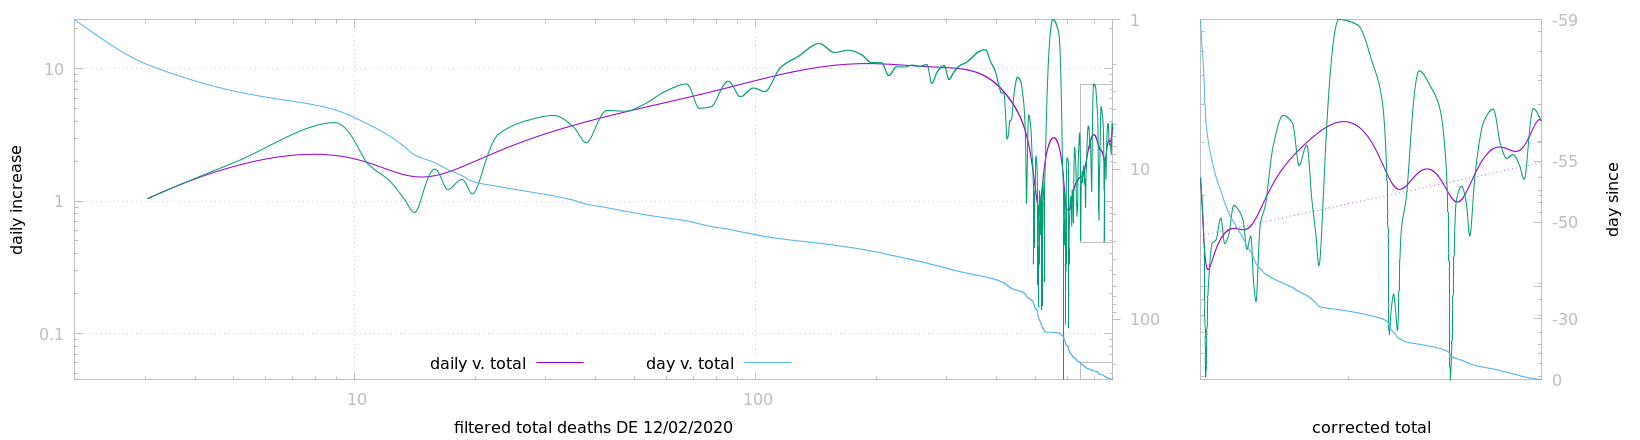 daily increase
10
1
0.1
10
100
1
10
100
daily v. total
day v. total
filtered total deaths DE 12/02/2020
-59
-55
-50
-30
0
day since
corrected total